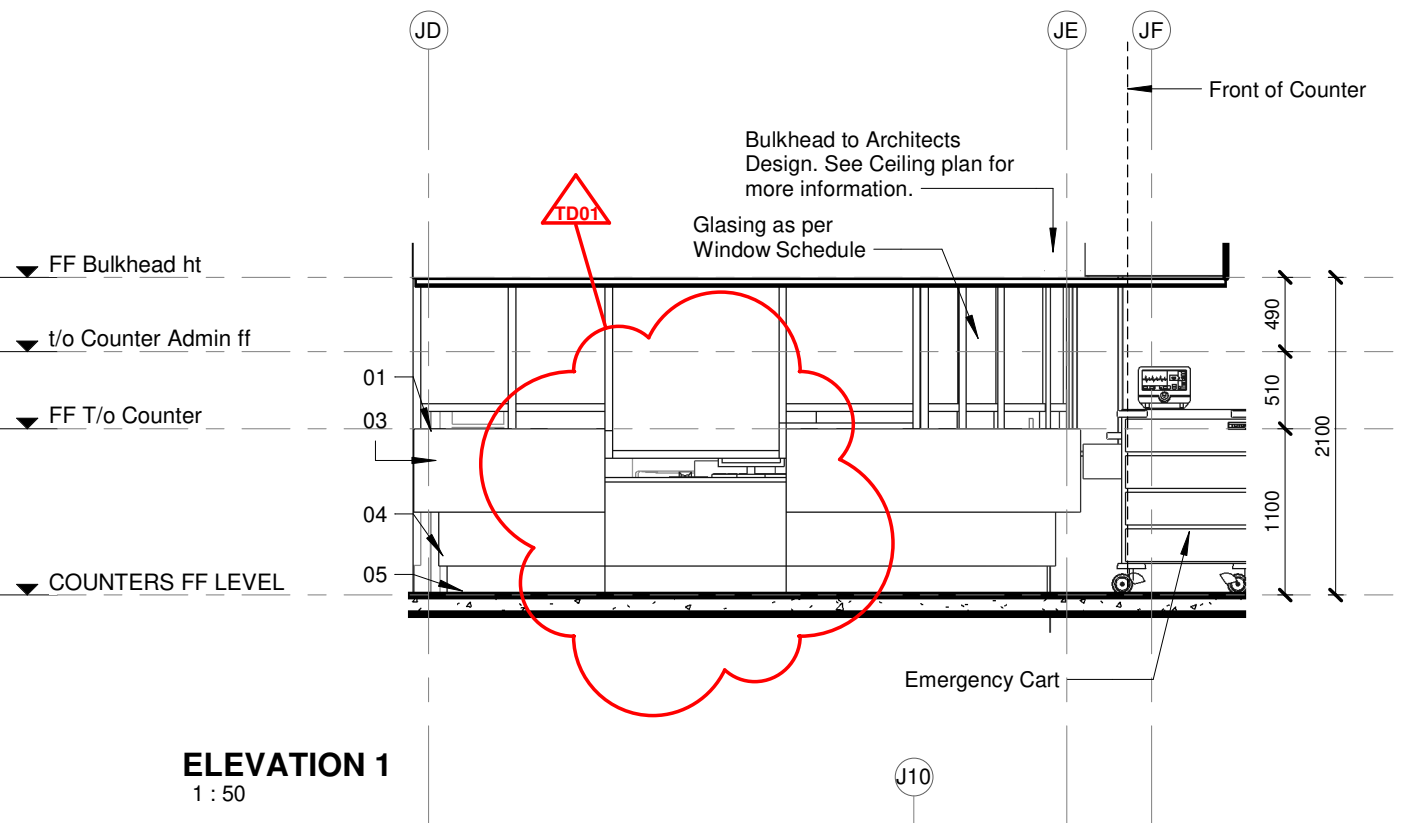 JD
JE
JF
Front of Counter
Bulkhead to Architects
Design. See Ceiling plan for
more information.
TD01
Glasing as per
Window Schedule
FF Bulkhead ht
490
t/o Counter Admin ff
01
510
03
FF T/o Counter
2100
04
1100
05
COUNTERS FF LEVEL
Emergency Cart
ELEVATION 1
1 : 50
J10